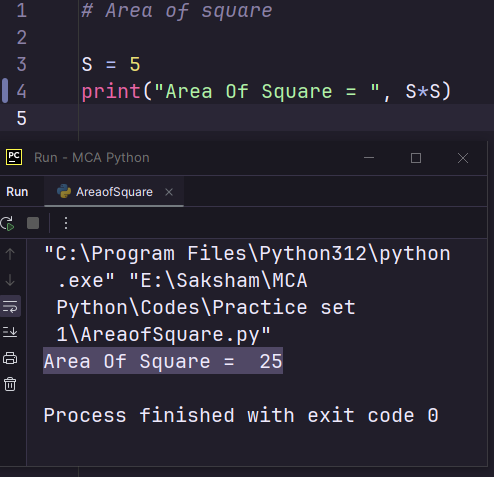 1 # Area of square
2
3 S = 5
4 print("Area Of Square = ", S*S)
5
PC Run - MCA Python
Run AreaofSquare
"C:\Program Files\Python312\python
.exe" "E:\Saksham\MCA
Python\Codes\Practice set
1\AreaofSquare.py"
Area Of Square =  25
Process finished with exit code 0